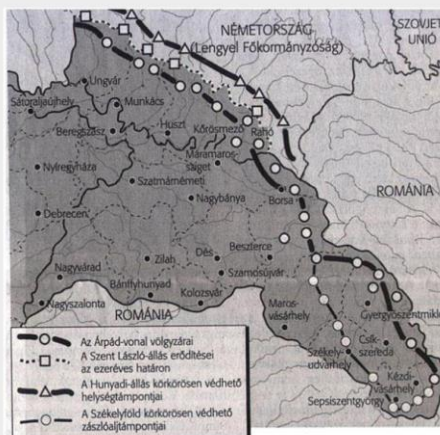 NÉMETORSZÁG
(Lengyel Főkormányzóság)
SZOVJET
UNIÓ
Ungvár
Sátoraljaújhely
Munkács
Beregszász
Huszt
Kőrösmező
Rahó
Nyíregyháza
Máramaros-
sziget
Szatmárnémeti
Nagybánya
Borsa
ROMÁNIA
Debrecen
Zilah
Dés
Beszterce
Nagyvárad
Bánffyhunyad
Szamosújvár
Gyergyószentmikl
Nagyszalonta
Kolozsvár
Maros-
vásárhely
ROMÁNIA
Csík-
szereda
Székely-
udvarhely
Kézdi-
vásárhely
Sepsiszentgyörgy
Az Árpád-vonal völgyzárai
A Szent László-állás erődítései
az ezeréves határon
A Hunyadi-állás körkörösen védhető
helységtámpontjai
A Székelyföld körkörösen védhető
zászlóaljtámpontjai